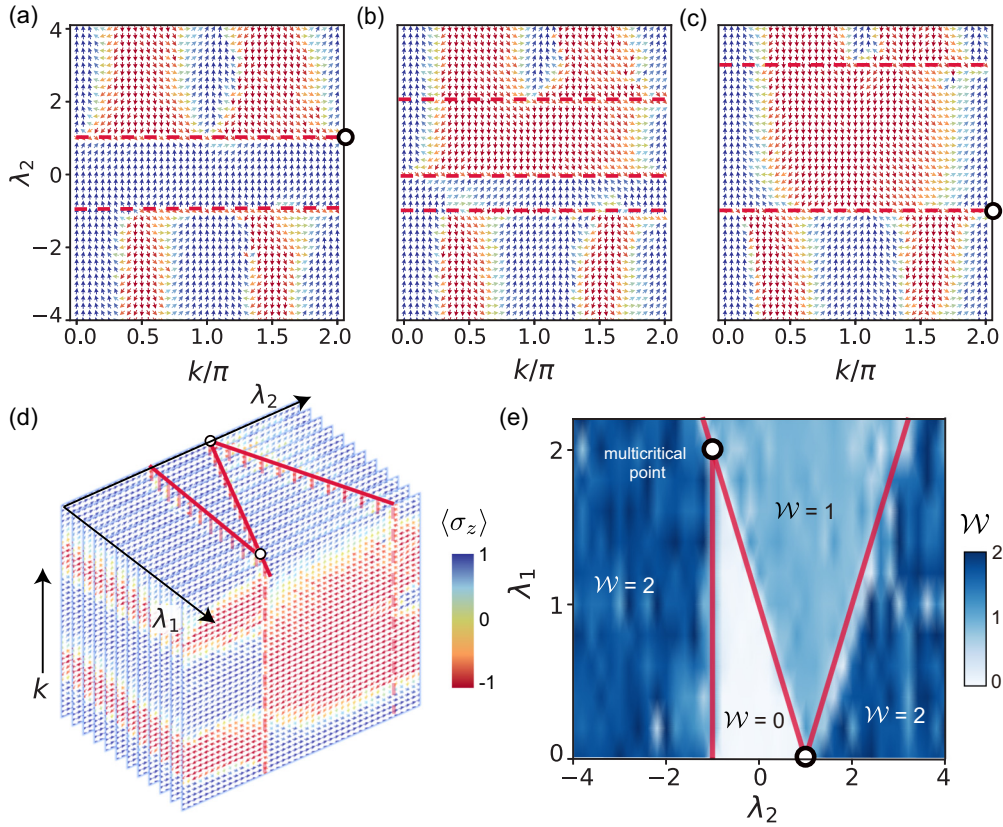 (a)
(b)
(c)
4
2
0
−2
−4
λ₂
0.0 0.5 1.0 1.5 2.0
0.0 0.5 1.0 1.5 2.0
0.0 0.5 1.0 1.5 2.0
k/π
k/π
k/π
(d)
λ₂
λ₁
k
⟨σz⟩
1
0
-1
(e)
2
1
0
λ₁
multicritical
point
𝒲 = 1
𝒲 = 2
𝒲 = 0
𝒲 = 2
−4 −2 0 2 4
λ₂
𝒲
2
1
0